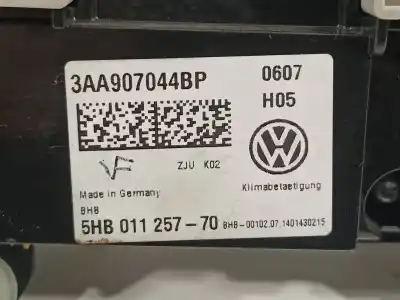 3AA907044BP
0607
H05
VF
ZJU K02
Made in Germany
Klimabetaetigung
BHB
5HB 011 257-70 BHB-00102.07.1401430215